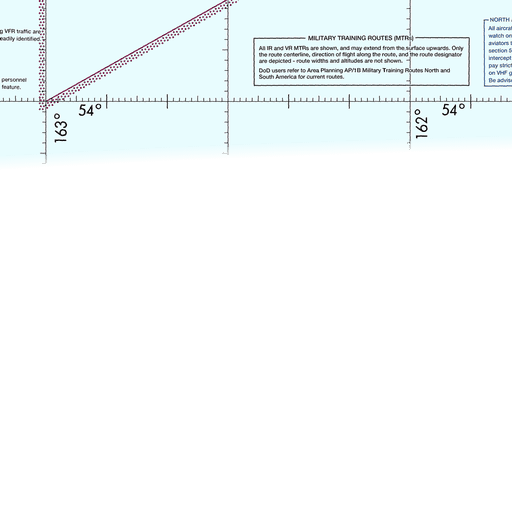 g VFR traffic are
eadily identified.
personnel
feature.
MILITARY TRAINING ROUTES (MTRs)
All IR and VR MTRs are shown, and may extend from the surface upwards. Only
the route centerline, direction of flight along the route, and the route designator
are depicted - route widths and altitudes are not shown.
DoD users refer to Area Planning AP/1B Military Training Routes North and
South America for current routes.
NORTH
All aircraf
watch on
aviators b
section 5
intercept
pay strict
on VHF g
Be advise
54°
163°
54°
162°